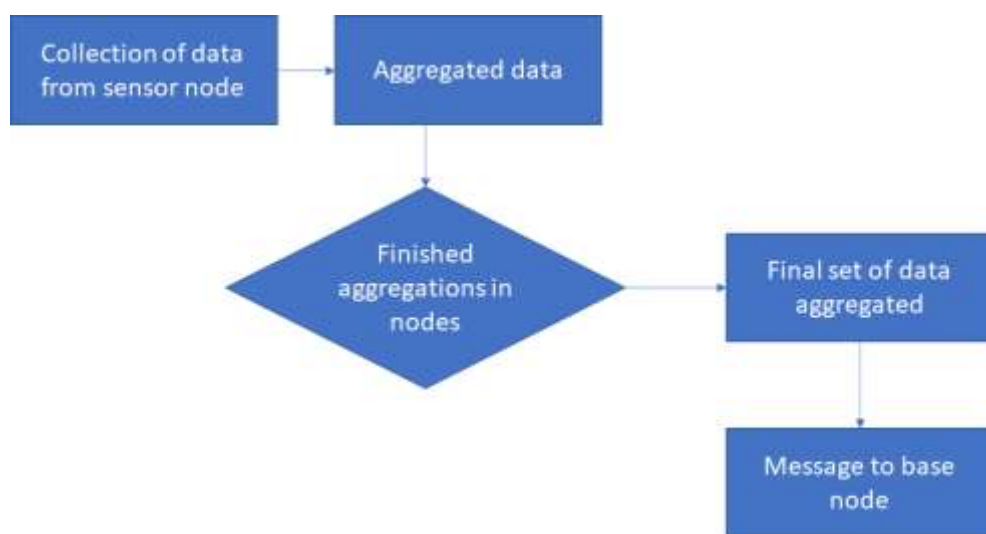 Collection of data
from sensor node
Aggregated data
Finished
aggregations in
nodes
Final set of data
aggregated
Message to base
node